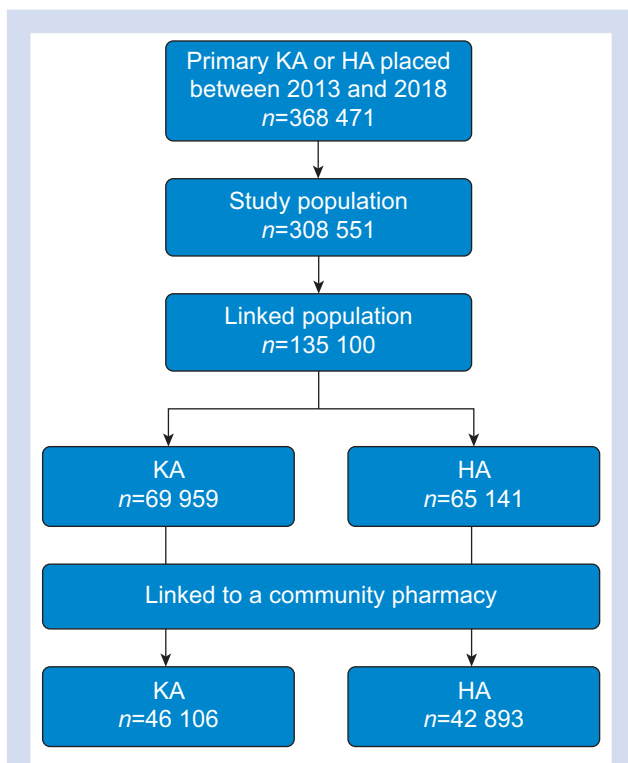 Primary KA or HA placed
between 2013 and 2018
n=368 471
Study population
n=308 551
Linked population
n=135 100
KA
n=69 959
HA
n=65 141
Linked to a community pharmacy
KA
n=46 106
HA
n=42 893